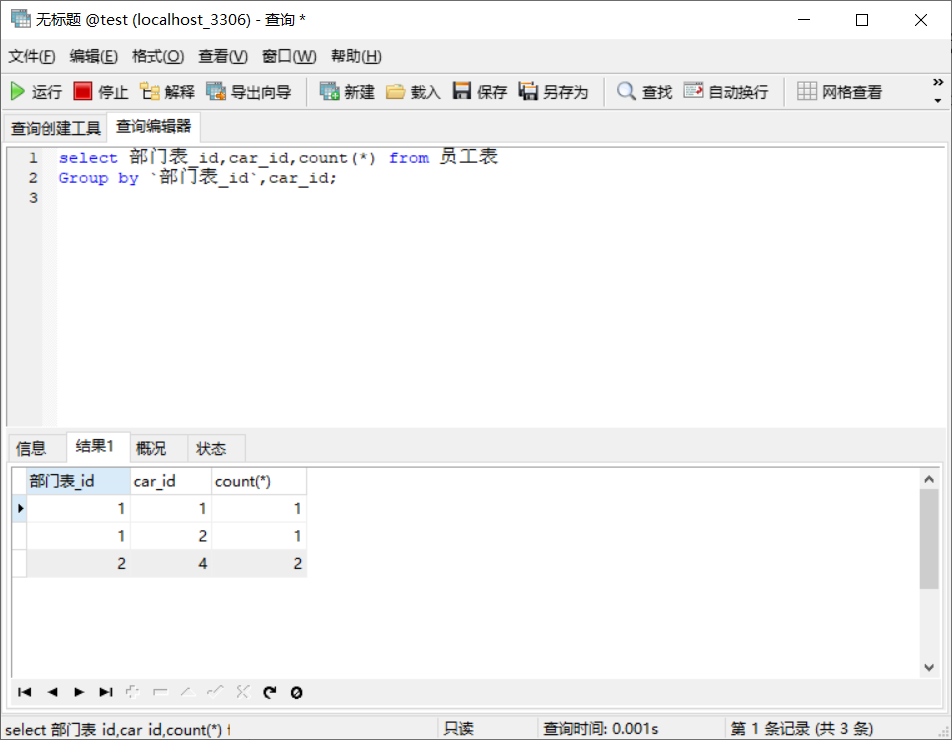 无标题 @test (localhost_3306) - 查询 *
文件(F) 编辑(E) 格式(O) 查看(V) 窗口(W) 帮助(H)
运行 停止 解释 导出向导 新建 载入 保存 另存为 查找 自动换行 网格查看 »
查询创建工具 查询编辑器
1 select 部门表_id,car_id,count(*) from 员工表
2 Group by `部门表_id`,car_id;
3
信息 结果1 概况 状态
部门表_id car_id count(*)
1 1 1
1 2 1
2 4 2
select 部门表_id,car_id,count(*) f 只读 查询时间: 0.001s 第 1 条记录 (共 3 条)